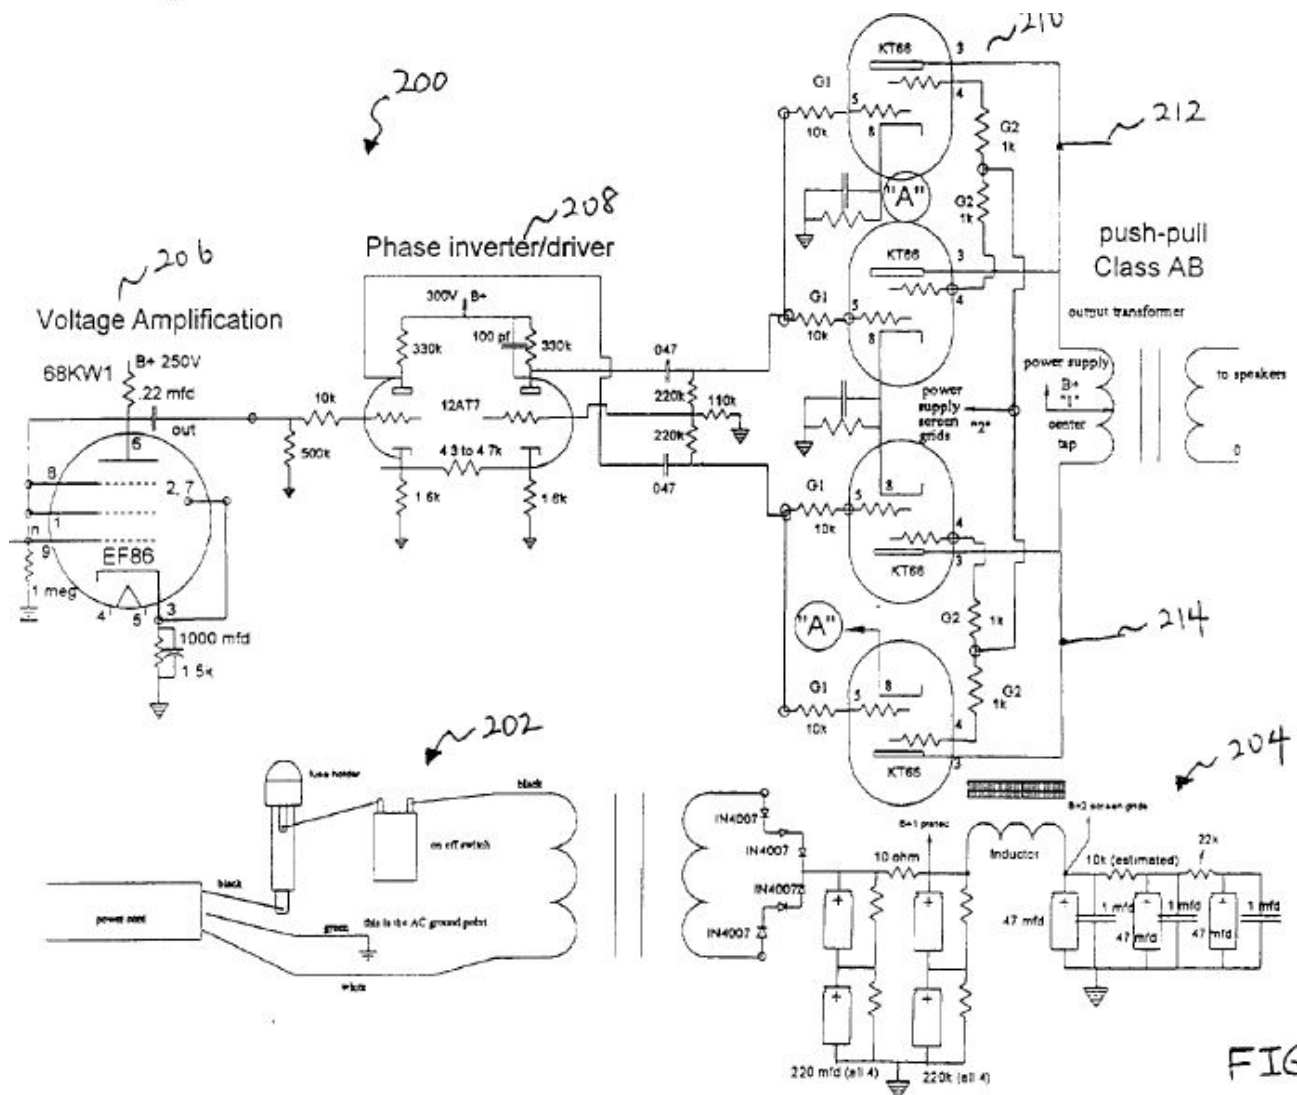 210
KT66
3
G1
4
5
10k
8
G2
1k
212
200
"A"
G2
1k
208
Phase inverter/driver
push-pull
Class AB
206
Voltage Amplification
KT66
3
4
300V
B+
G1
5
10k
output transformer
68KW1
B+ 250V
.22 mfc
out
330k
100 pf
330k
047
power supply
B+
"1"
center
tap
to speakers
0
10k
12AT7
220k
110k
220k
power
supply
screen
grids
"2"
500k
4.3 to 4.7k
047
6
8
2, 7
1
in
9
EF86
1 meg
4
5
3
1.6k
1.6k
8
G1
5
10k
4
3
KT66
1000 mfd
1.5k
"A"
G2
1k
214
8
G1
5
10k
G2
1k
4
3
KT66
202
204
fuse holder
black
on off switch
black
power cord
green
this is the AC ground point
white
IN4007
IN4007
IN4007
IN4007
10 ohm
B+1 plates
Inductor
B+2 screen grids
10k (estimated)
22k
47 mfd
1 mfd
47 mfd
1 mfd
47 mfd
1 mfd
220 mfd (all 4)
220k (all 4)
FIG